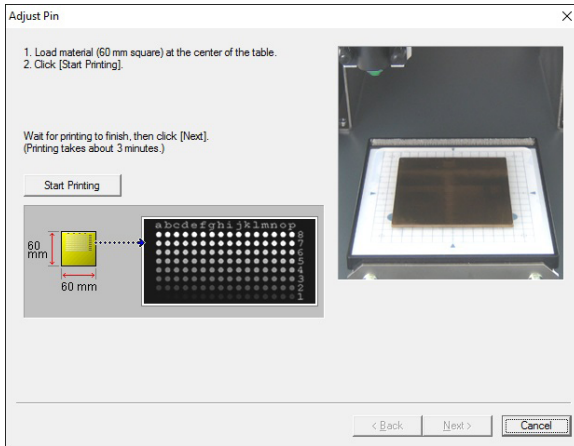 Adjust Pin
1. Load material (60 mm square) at the center of the table.
2. Click [Start Printing].
Wait for printing to finish, then click [Next].
(Printing takes about 3 minutes.)
Start Printing
60
mm
60 mm
abcdefghijklmnop
8
7
6
5
4
3
2
1
< Back
Next >
Cancel